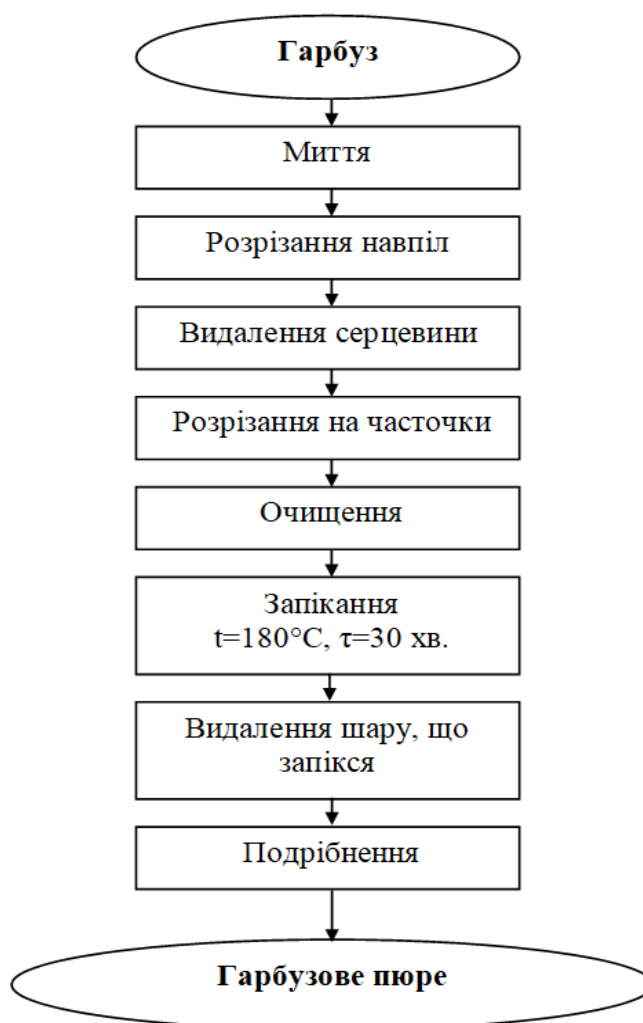 Гарбуз
Миття
Розрізання навпіл
Видалення серцевини
Розрізання на часточки
Очищення
Запікання
t=180°C, τ=30 хв.
Видалення шару, що
запікся
Подрібнення
Гарбузове пюре